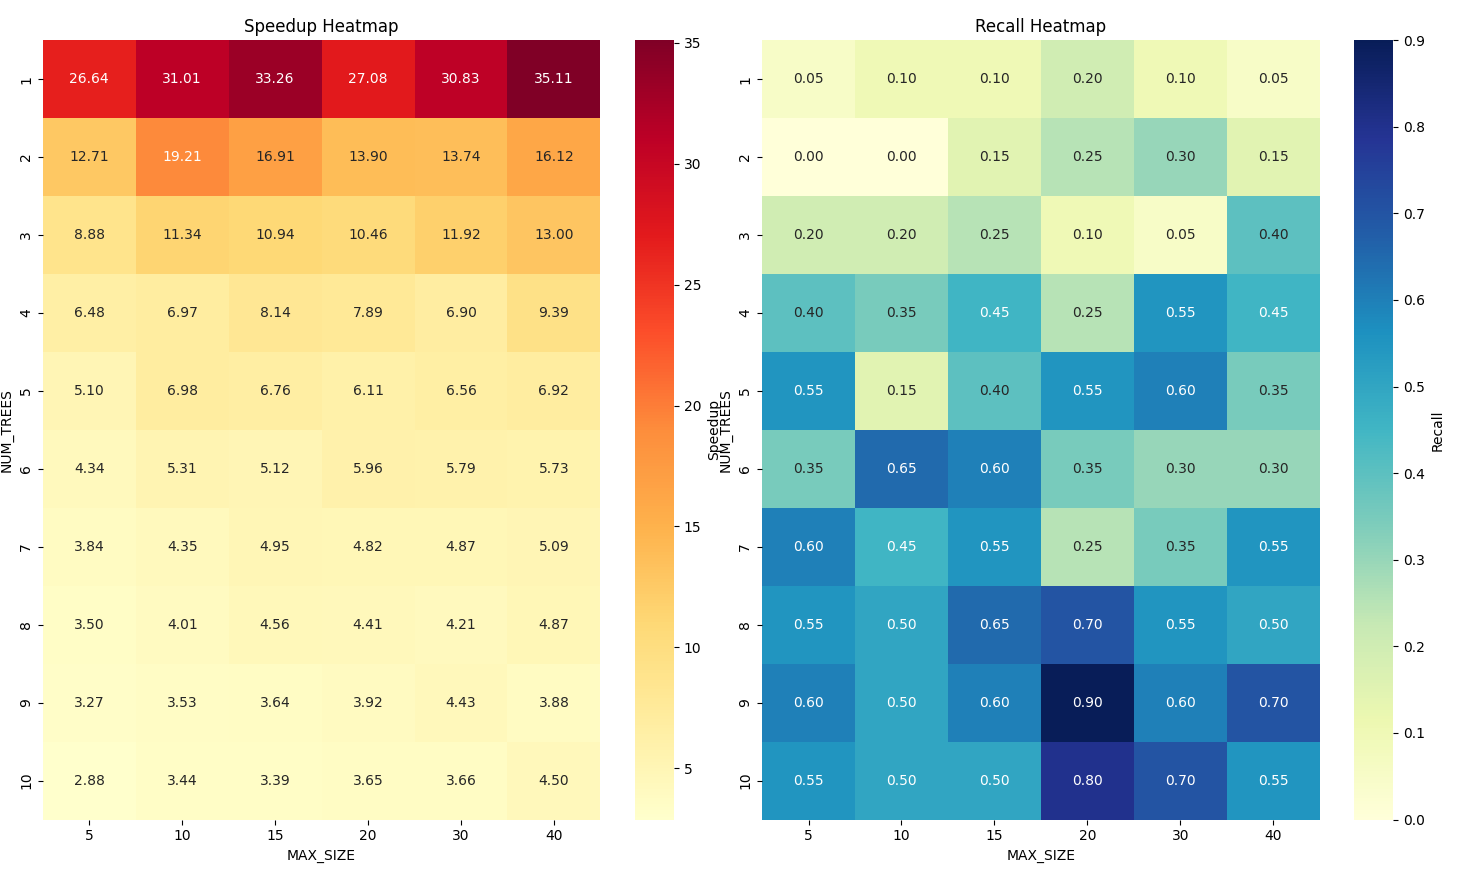 Speedup Heatmap
1 26.64 31.01 33.26 27.08 30.83 35.11
2 12.71 19.21 16.91 13.90 13.74 16.12
3 8.88 11.34 10.94 10.46 11.92 13.00
4 6.48 6.97 8.14 7.89 6.90 9.39
5 5.10 6.98 6.76 6.11 6.56 6.92
6 4.34 5.31 5.12 5.96 5.79 5.73
7 3.84 4.35 4.95 4.82 4.87 5.09
8 3.50 4.01 4.56 4.41 4.21 4.87
9 3.27 3.53 3.64 3.92 4.43 3.88
10 2.88 3.44 3.39 3.65 3.66 4.50
5 10 15 20 30 40
MAX_SIZE
NUM_TREES
35
30
25
20
15
10
5
Speedup
Recall Heatmap
1 0.05 0.10 0.10 0.20 0.10 0.05
2 0.00 0.00 0.15 0.25 0.30 0.15
3 0.20 0.20 0.25 0.10 0.05 0.40
4 0.40 0.35 0.45 0.25 0.55 0.45
5 0.55 0.15 0.40 0.55 0.60 0.35
6 0.35 0.65 0.60 0.35 0.30 0.30
7 0.60 0.45 0.55 0.25 0.35 0.55
8 0.55 0.50 0.65 0.70 0.55 0.50
9 0.60 0.50 0.60 0.90 0.60 0.70
10 0.55 0.50 0.50 0.80 0.70 0.55
5 10 15 20 30 40
MAX_SIZE
NUM_TREES
0.9
0.8
0.7
0.6
0.5
0.4
0.3
0.2
0.1
0.0
Recall